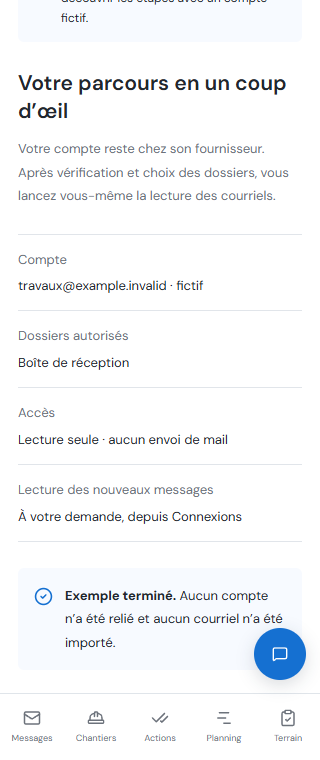 fictif.
Votre parcours en un coup
d'œil
Votre compte reste chez son fournisseur.
Après vérification et choix des dossiers, vous
lancez vous-même la lecture des courriels.
Compte
travaux@example.invalid · fictif
Dossiers autorisés
Boîte de réception
Accès
Lecture seule · aucun envoi de mail
Lecture des nouveaux messages
À votre demande, depuis Connexions
Exemple terminé. Aucun compte
n'a été relié et aucun courriel n'a été
importé.
Messages
Chantiers
Actions
Planning
Terrain